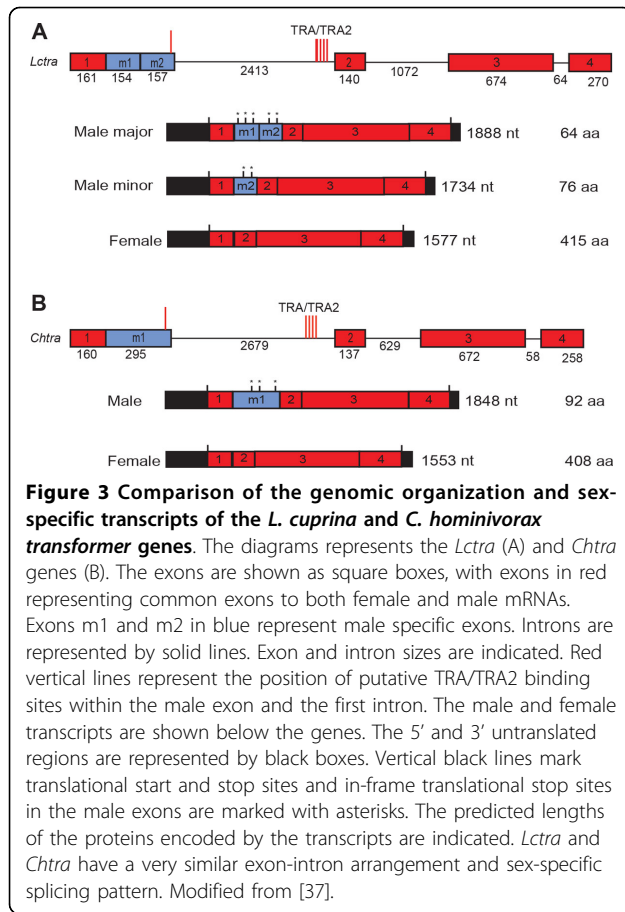 A
TRA/TRA2
Lctra 1 m1 m2 2 3 4
161 154 157 2413 140 1072 674 64 270
Male major 1 m1 m2 2 3 4 1888 nt 64 aa
Male minor 1 m2 2 3 4 1734 nt 76 aa
Female 1 2 3 4 1577 nt 415 aa
B
TRA/TRA2
Chtra 1 m1 2 3 4
160 295 2679 137 629 672 58 258
Male 1 m1 2 3 4 1848 nt 92 aa
Female 1 2 3 4 1553 nt 408 aa
Figure 3 Comparison of the genomic organization and sex-
specific transcripts of the L. cuprina and C. hominivorax
transformer genes. The diagrams represents the Lctra (A) and Chtra
genes (B). The exons are shown as square boxes, with exons in red
representing common exons to both female and male mRNAs.
Exons m1 and m2 in blue represent male specific exons. Introns are
represented by solid lines. Exon and intron sizes are indicated. Red
vertical lines represent the position of putative TRA/TRA2 binding
sites within the male exon and the first intron. The male and female
transcripts are shown below the genes. The 5’ and 3’ untranslated
regions are represented by black boxes. Vertical black lines mark
translational start and stop sites and in-frame translational stop sites
in the male exons are marked with asterisks. The predicted lengths
of the proteins encoded by the transcripts are indicated. Lctra and
Chtra have a very similar exon-intron arrangement and sex-specific
splicing pattern. Modified from [37].